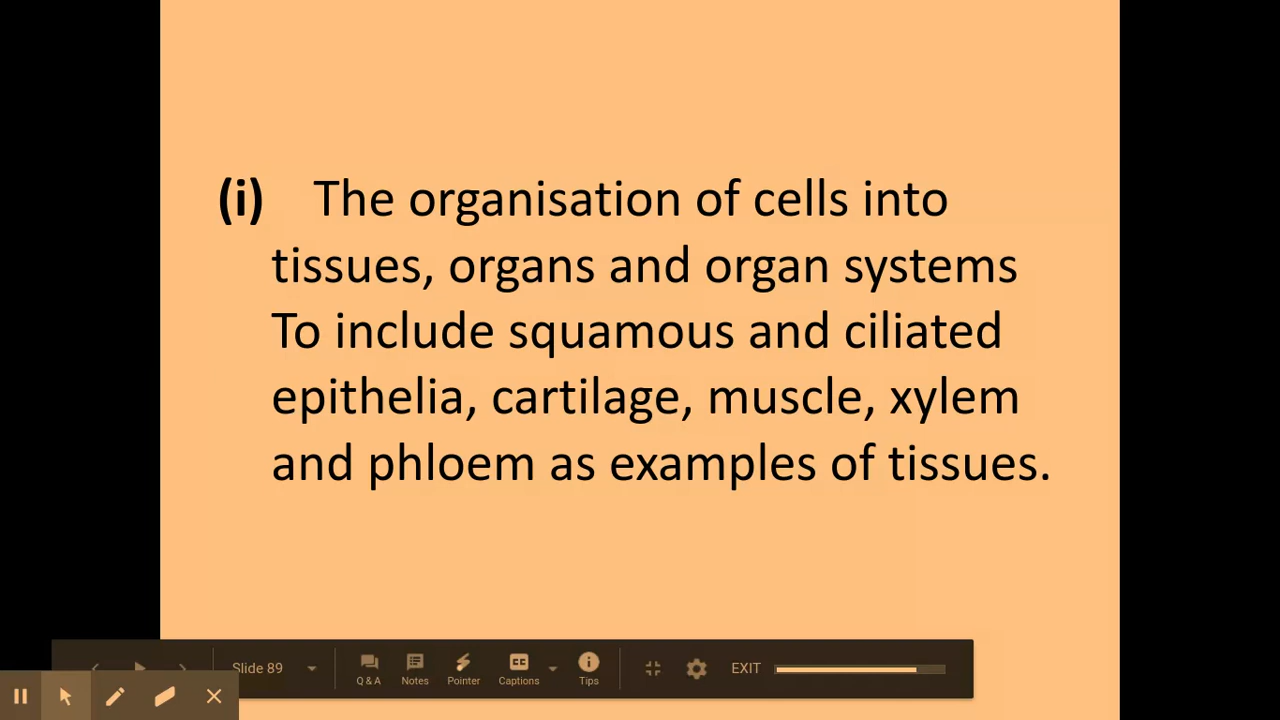 (i) The organisation of cells into
tissues, organs and organ systems
To include squamous and ciliated
epithelia, cartilage, muscle, xylem
and phloem as examples of tissues.
Slide 89
Q & A
Notes
Pointer
Captions
Tips
EXIT